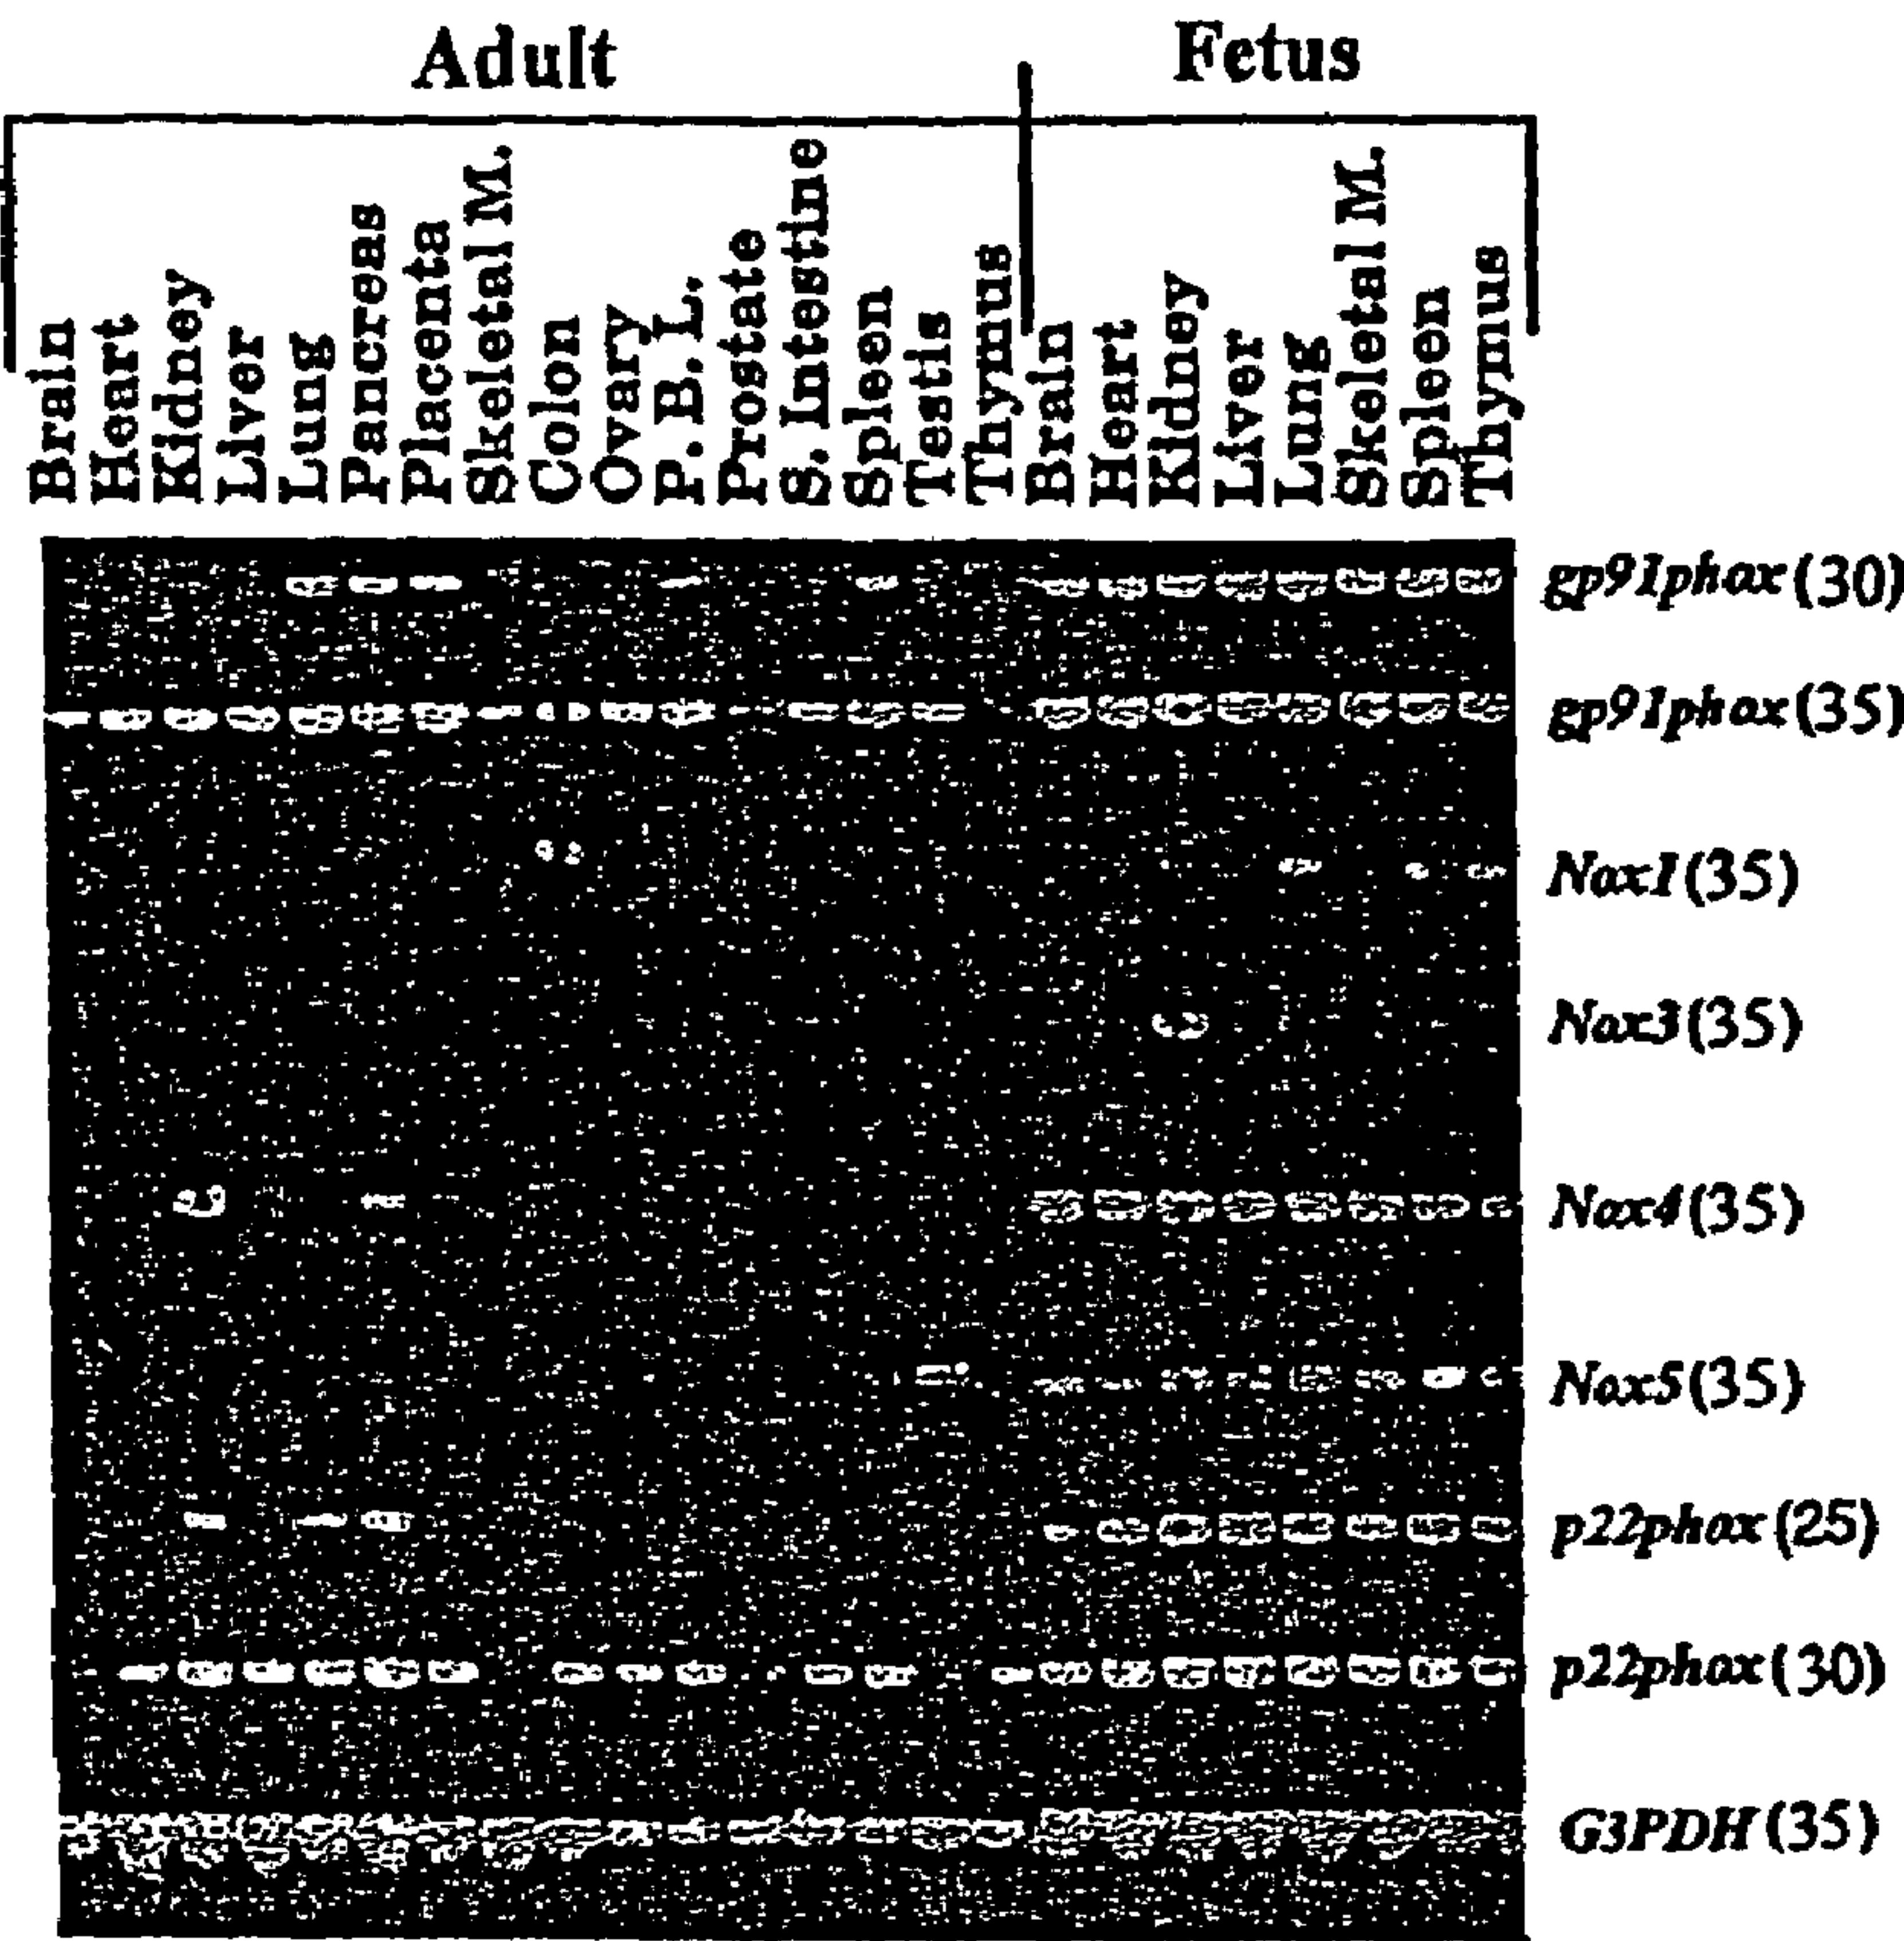 Adult Fetus
Brain
Heart
Kidney
Liver
Lung
Pancreas
Placenta
Skeletal M.
Colon
Ovary
P. B. L.
Prostate
S. Intestine
Spleen
Testis
Thymus
Brain
Heart
Kidney
Liver
Lung
Skeletal M.
Spleen
Thymus
gp91phox (30)
gp91phox (35)
Nox1 (35)
Nox3 (35)
Nox4 (35)
Nox5 (35)
p22phox (25)
p22phox (30)
G3PDH (35)